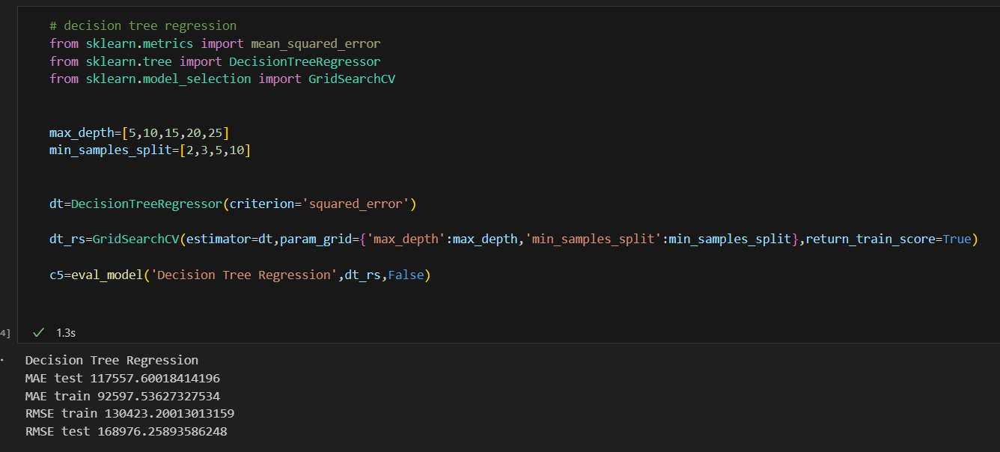 # decision tree regression
from sklearn.metrics import mean_squared_error
from sklearn.tree import DecisionTreeRegressor
from sklearn.model_selection import GridSearchCV
max_depth=[5,10,15,20,25]
min_samples_split=[2,3,5,10]
dt=DecisionTreeRegressor(criterion='squared_error')
dt_rs=GridSearchCV(estimator=dt,param_grid={'max_depth':max_depth,'min_samples_split':min_samples_split},return_train_score=True)
c5=eval_model('Decision Tree Regression',dt_rs,False)
4] ✓ 1.3s
Decision Tree Regression
MAE test 117557.60018414196
MAE train 92597.53627327534
RMSE train 130423.20013013159
RMSE test 168976.25893586248